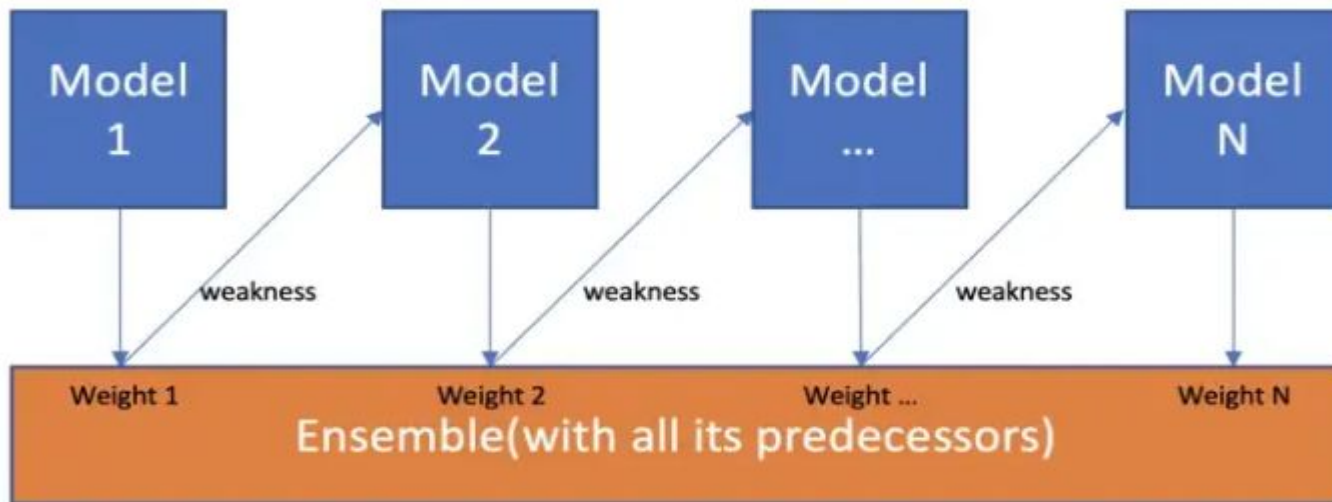 Model
1
Model
2
Model
...
Model
N
weakness
weakness
weakness
Weight 1
Weight 2
Weight ...
Weight N
Ensemble(with all its predecessors)